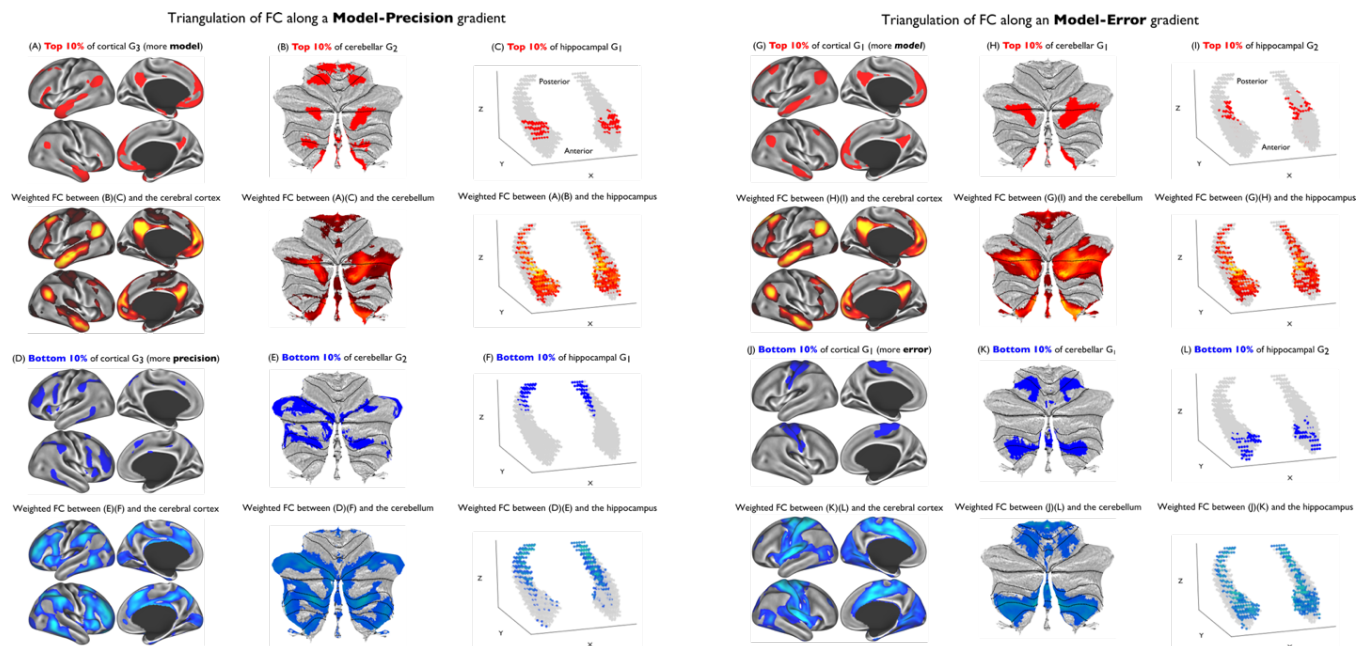 Triangulation of FC along a Model-Precision gradient
(A) Top 10% of cortical G3 (more model)
(B) Top 10% of cerebellar G2
(C) Top 10% of hippocampal G1
Posterior
Z
Anterior
Y
X
Weighted FC between (B)(C) and the cerebral cortex
Weighted FC between (A)(C) and the cerebellum
Weighted FC between (A)(B) and the hippocampus
Z
Y
X
(D) Bottom 10% of cortical G3 (more precision)
(E) Bottom 10% of cerebellar G2
(F) Bottom 10% of hippocampal G1
Z
Y
X
Weighted FC between (E)(F) and the cerebral cortex
Weighted FC between (D)(F) and the cerebellum
Weighted FC between (D)(E) and the hippocampus
Z
Y
X
Triangulation of FC along an Model-Error gradient
(G) Top 10% of cortical G1 (more model)
(H) Top 10% of cerebellar G1
(I) Top 10% of hippocampal G2
Posterior
Z
Anterior
Y
X
Weighted FC between (H)(I) and the cerebral cortex
Weighted FC between (G)(I) and the cerebellum
Weighted FC between (G)(H) and the hippocampus
Z
Y
X
(J) Bottom 10% of cortical G1 (more error)
(K) Bottom 10% of cerebellar G1
(L) Bottom 10% of hippocampal G2
Z
Y
X
Weighted FC between (K)(L) and the cerebral cortex
Weighted FC between (J)(L) and the cerebellum
Weighted FC between (J)(K) and the hippocampus
Z
Y
X